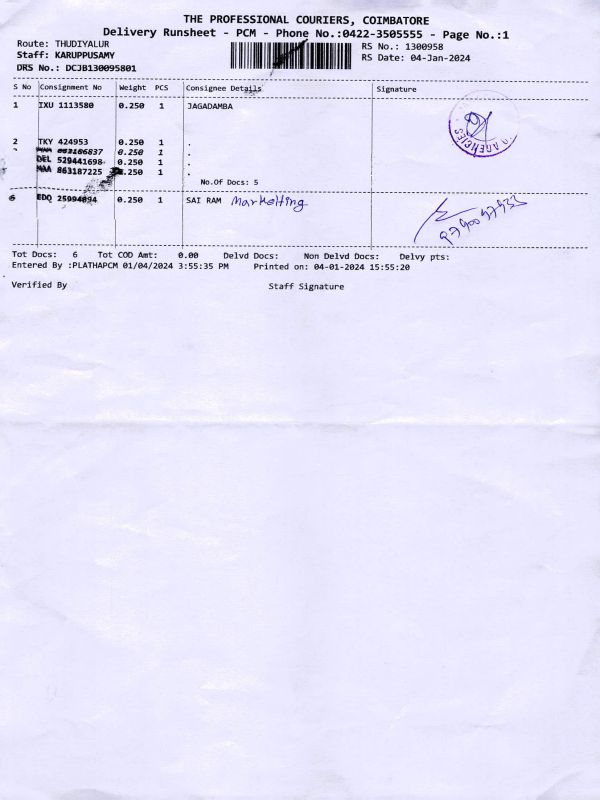 THE PROFESSIONAL COURIERS, COIMBATORE
Delivery Runsheet - PCM - Phone No.:0422-3505555 - Page No.:1
Route: THUDIYALUR
Staff: KARUPPUSAMY
DRS No.: DCJB130095801
RS No.: 1300958
RS Date: 04-Jan-2024
S No Consignment No Weight PCS Consignee Details Signature
1 IXU 1113580 0.250 1 JAGADAMBA
AGENCIES
2 TKY 424953 0.250 1 .
863186837 0.250 1 .
DEL 529441698 0.250 1 .
MAA 863187225 0.250 1 .
No.Of Docs: 5
6 EDQ 25994094 0.250 1 SAI RAM Markelting
Tot Docs: 6 Tot COD Amt: 0.00 Delvd Docs: Non Delvd Docs: Delvy pts:
Entered By :PLATHAPCM 01/04/2024 3:55:35 PM Printed on: 04-01-2024 15:55:20
Verified By Staff Signature